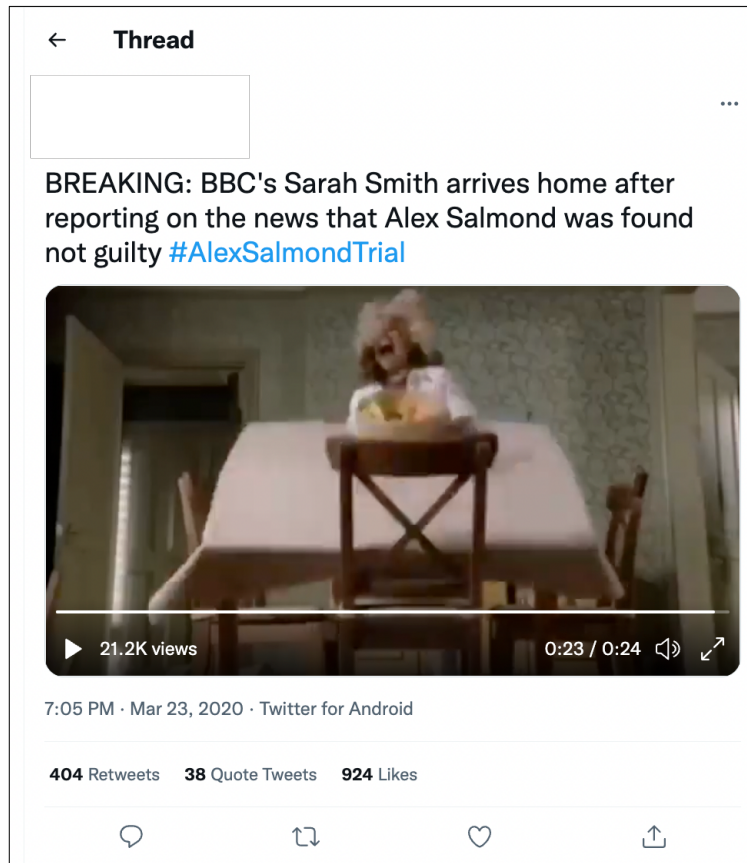 Thread
BREAKING: BBC's Sarah Smith arrives home after
reporting on the news that Alex Salmond was found
not guilty #AlexSalmondTrial
21.2K views
0:23 / 0:24
7:05 PM · Mar 23, 2020 · Twitter for Android
404 Retweets 38 Quote Tweets 924 Likes